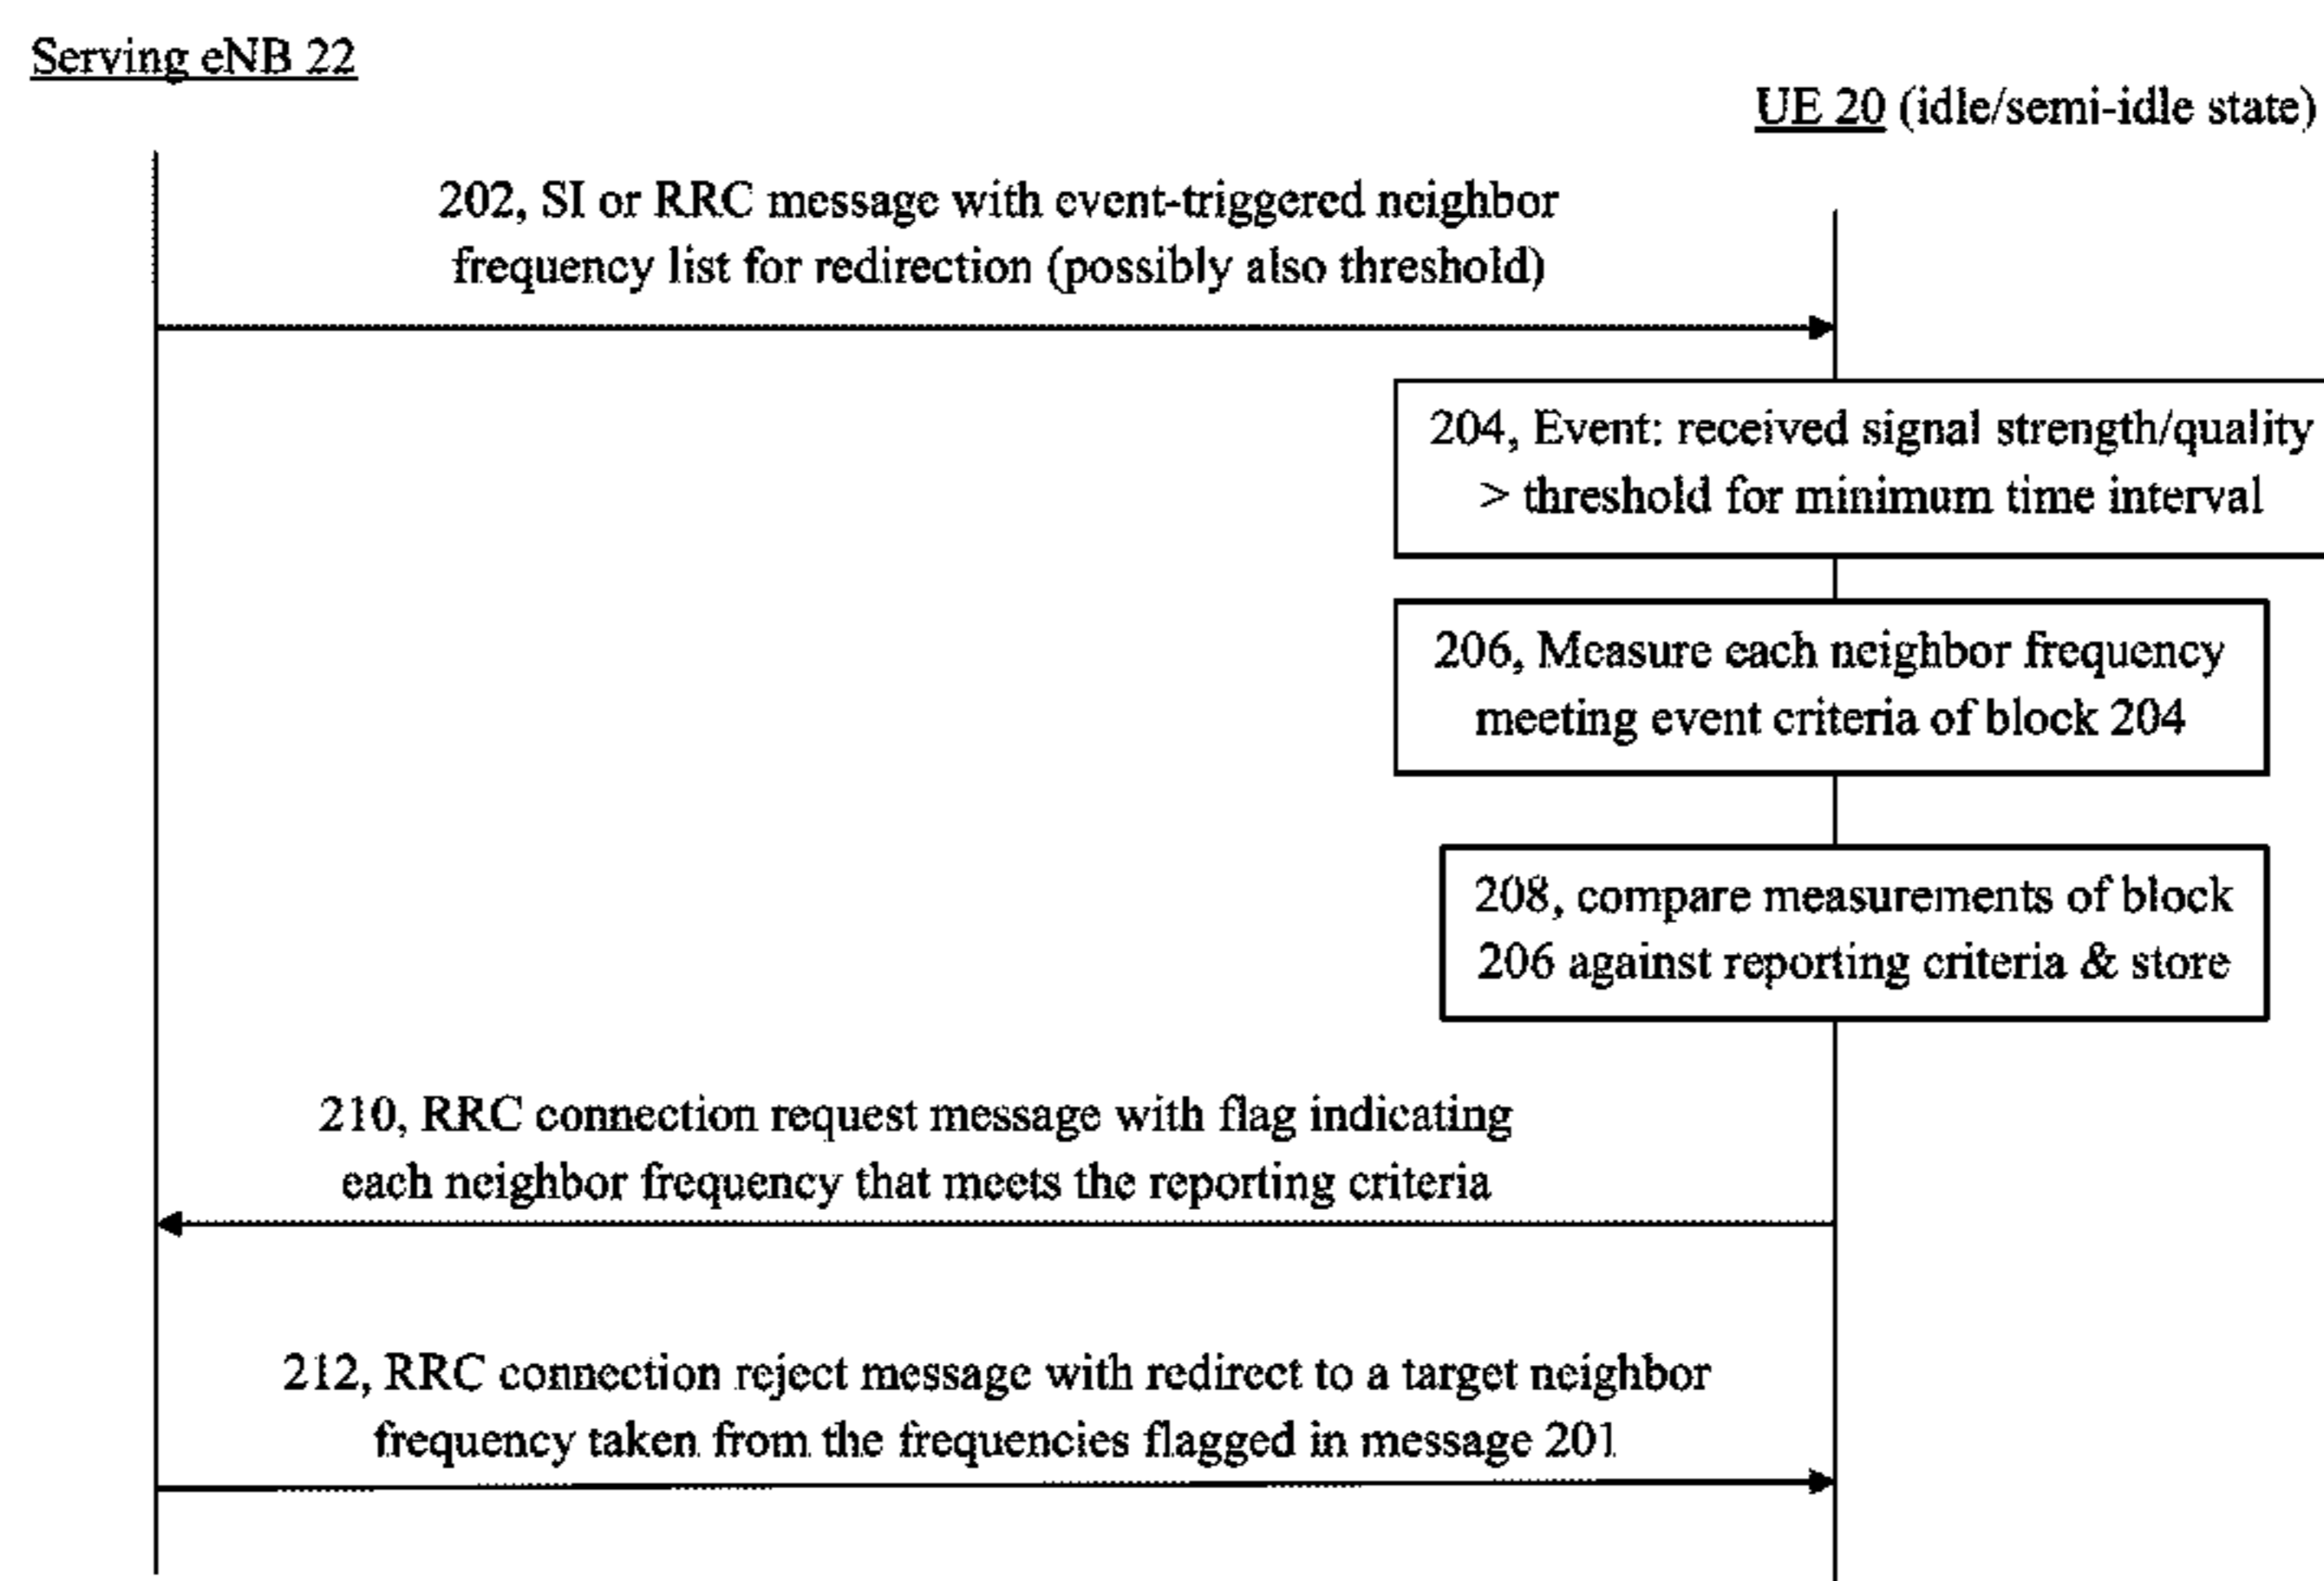 Serving eNB 22
UE 20 (idle/semi-idle state)
202, SI or RRC message with event-triggered neighbor
frequency list for redirection (possibly also threshold)
204, Event: received signal strength/quality
> threshold for minimum time interval
206, Measure each neighbor frequency
meeting event criteria of block 204
208, compare measurements of block
206 against reporting criteria & store
210, RRC connection request message with flag indicating
each neighbor frequency that meets the reporting criteria
212, RRC connection reject message with redirect to a target neighbor
frequency taken from the frequencies flagged in message 201